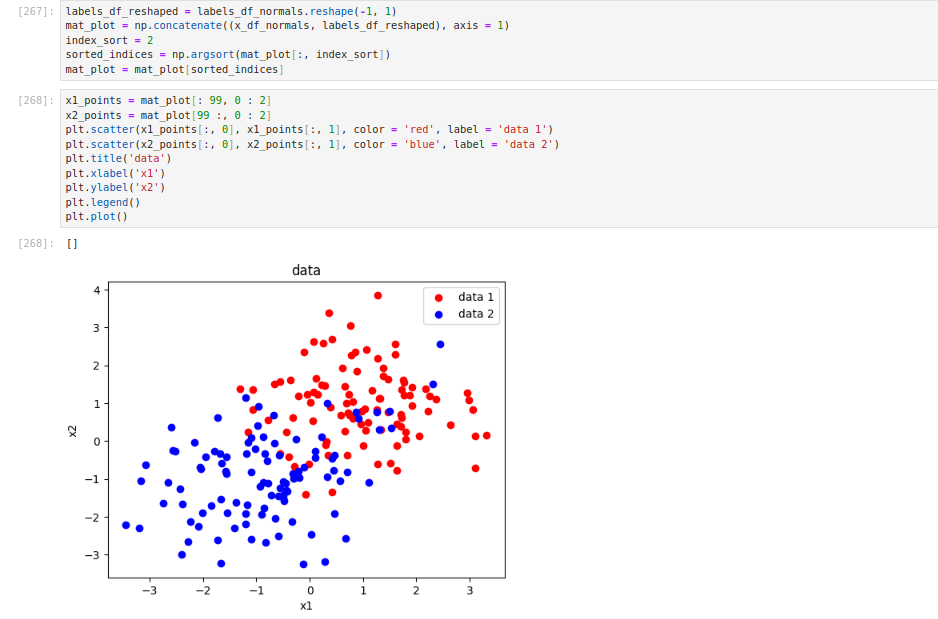 [267]: labels_df_reshaped = labels_df_normals.reshape(-1, 1)
mat_plot = np.concatenate((x_df_normals, labels_df_reshaped), axis = 1)
index_sort = 2
sorted_indices = np.argsort(mat_plot[:, index_sort])
mat_plot = mat_plot[sorted_indices]
[268]: x1_points = mat_plot[: 99, 0 : 2]
x2_points = mat_plot[99 :, 0 : 2]
plt.scatter(x1_points[:, 0], x1_points[:, 1], color = 'red', label = 'data 1')
plt.scatter(x2_points[:, 0], x2_points[:, 1], color = 'blue', label = 'data 2')
plt.title('data')
plt.xlabel('x1')
plt.ylabel('x2')
plt.legend()
plt.plot()
[268]: []
data
data 1
data 2
4
3
2
1
0
−1
−2
−3
x2
−3 −2 −1 0 1 2 3
x1